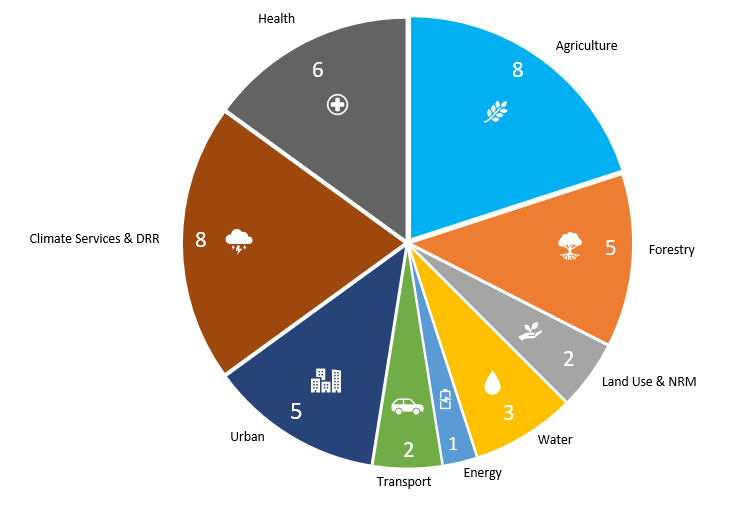 Health
Agriculture
6
8
Climate Services & DRR
8
5
Forestry
2
Land Use & NRM
5
3
Urban
2
1
Water
Transport
Energy